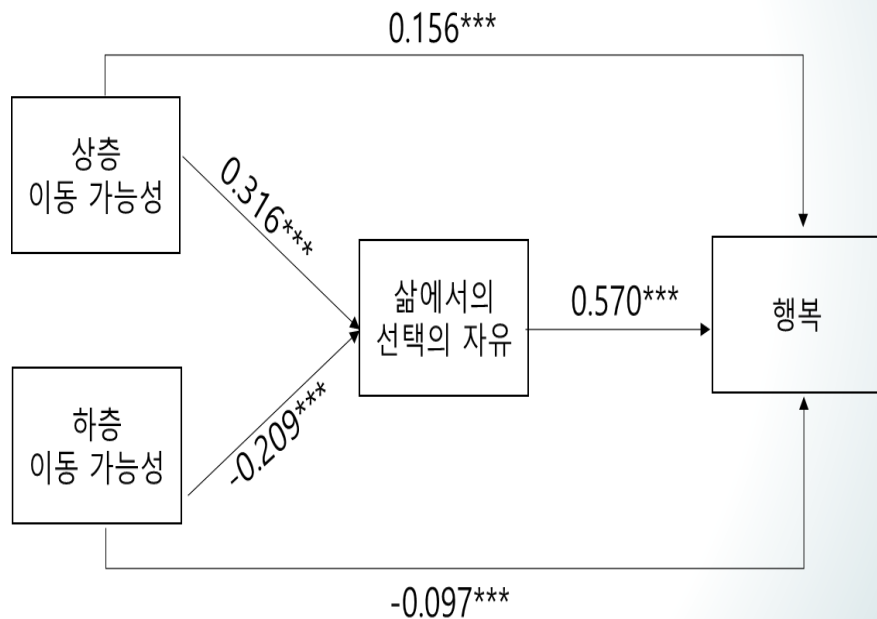 0.156***
상층
이동 가능성
0.316***
삶에서의
선택의 자유
0.570***
행복
하층
이동 가능성
-0.209***
-0.097***